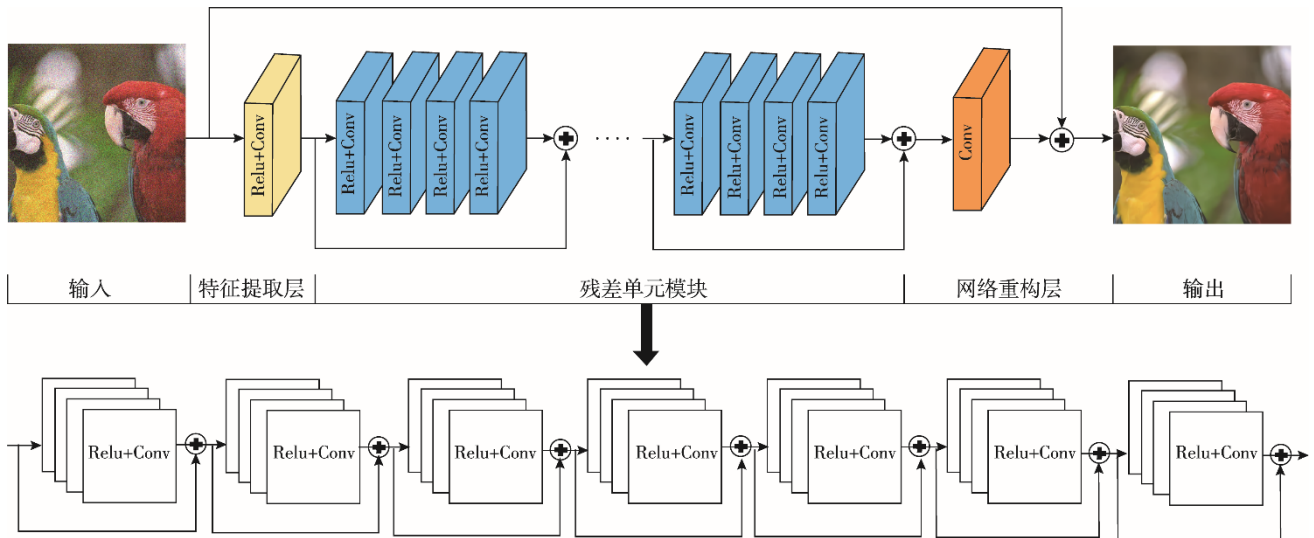 Relu+Conv
Relu+Conv
Relu+Conv
Relu+Conv
Relu+Conv
Relu+Conv
Relu+Conv
Relu+Conv
Relu+Conv
Conv
输入
特征提取层
残差单元模块
网络重构层
输出
Relu+Conv
Relu+Conv
Relu+Conv
Relu+Conv
Relu+Conv
Relu+Conv
Relu+Conv